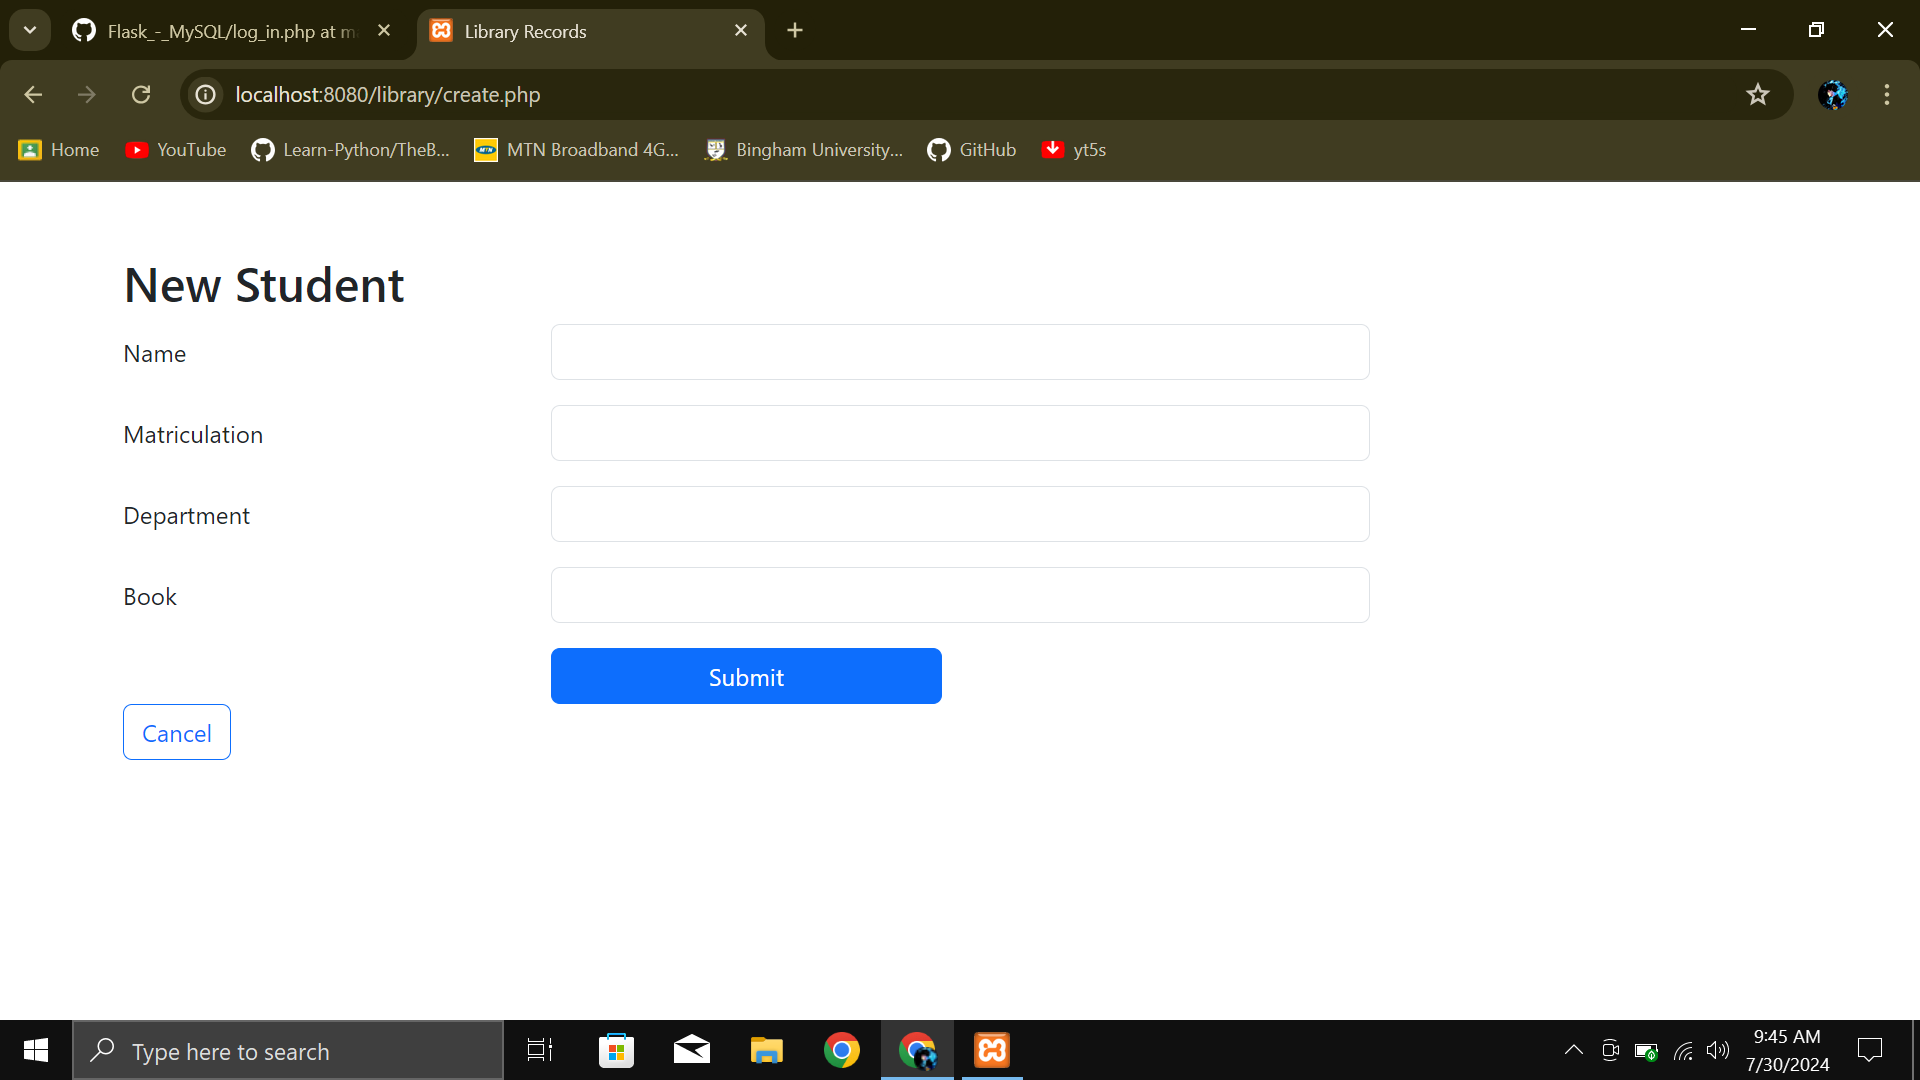 Flask_-_MySQL/log_in.php at m
Library Records
localhost:8080/library/create.php
Home
YouTube
Learn-Python/TheB...
MTN Broadband 4G...
Bingham University...
GitHub
yt5s
New Student
Name
Matriculation
Department
Book
Submit
Cancel
Type here to search
9:45 AM
7/30/2024